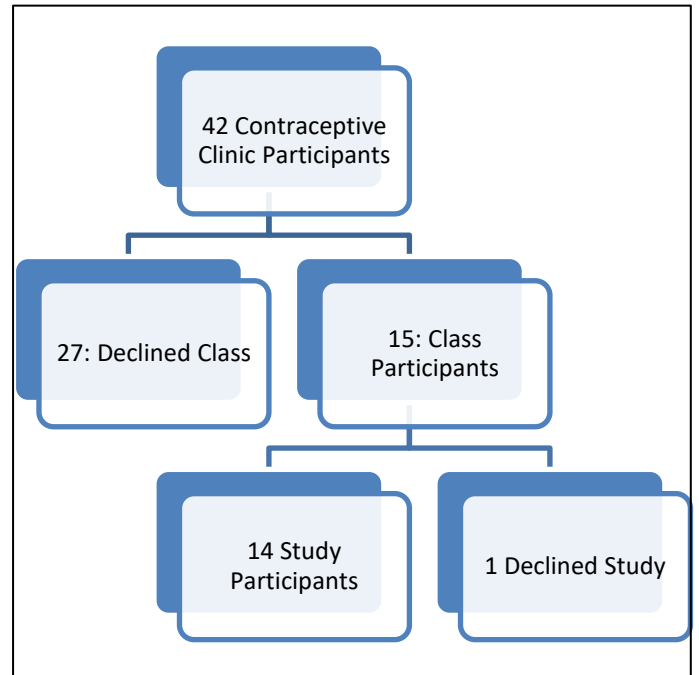 42 Contraceptive
Clinic Participants
27: Declined Class
15: Class
Participants
14 Study
Participants
1 Declined Study